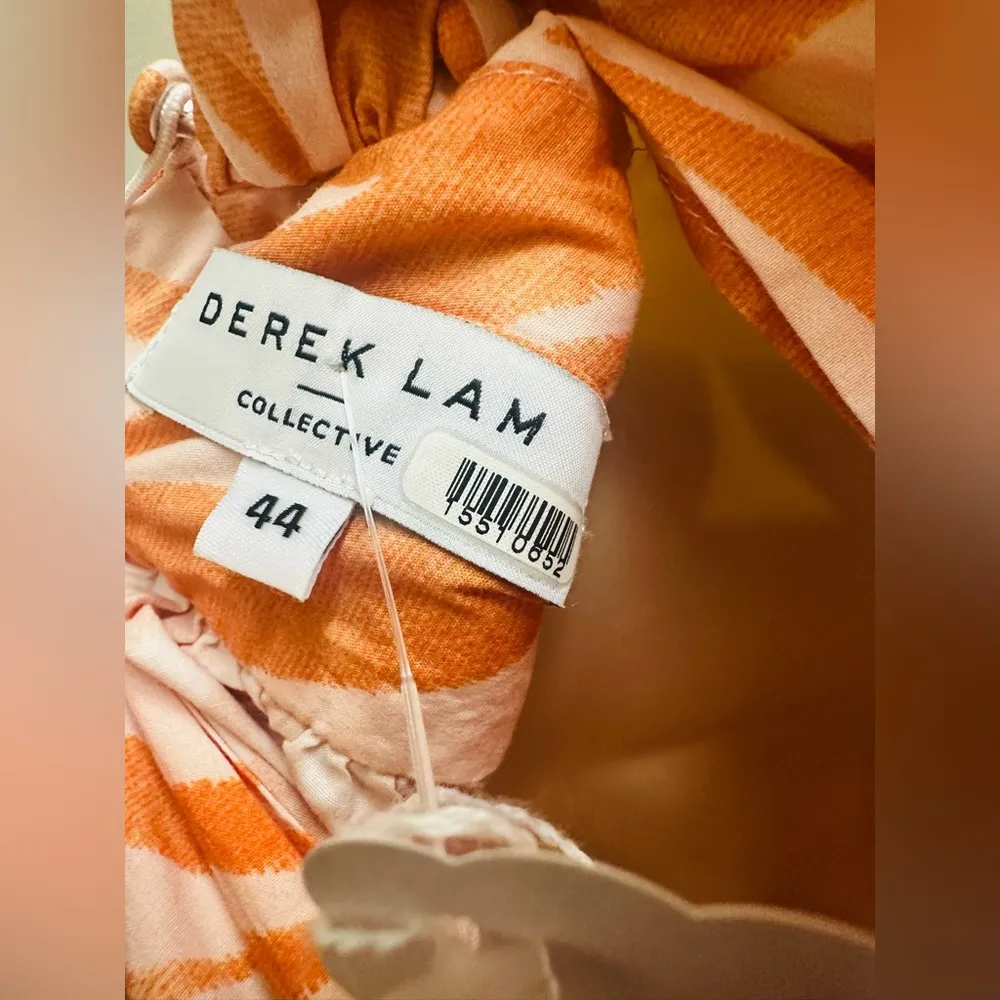 DEREK LAM
COLLECTIVE
44
15510652